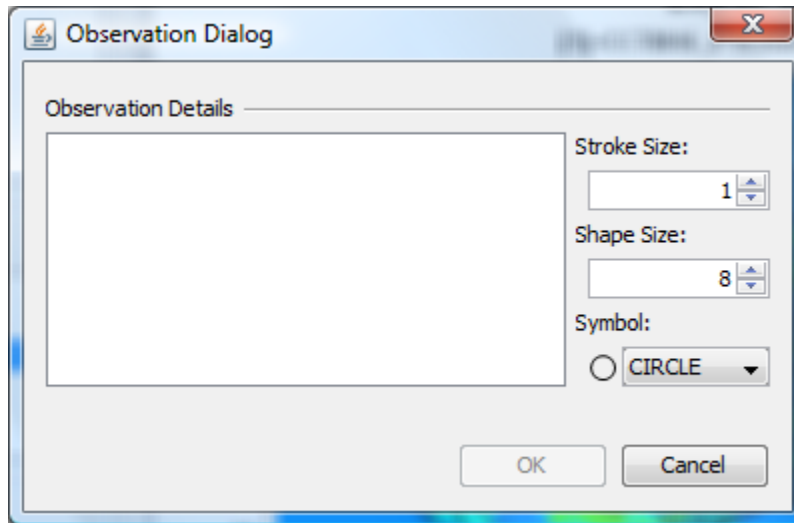 Observation Dialog
Observation Details
Stroke Size:
1
Shape Size:
8
Symbol:
CIRCLE
OK
Cancel